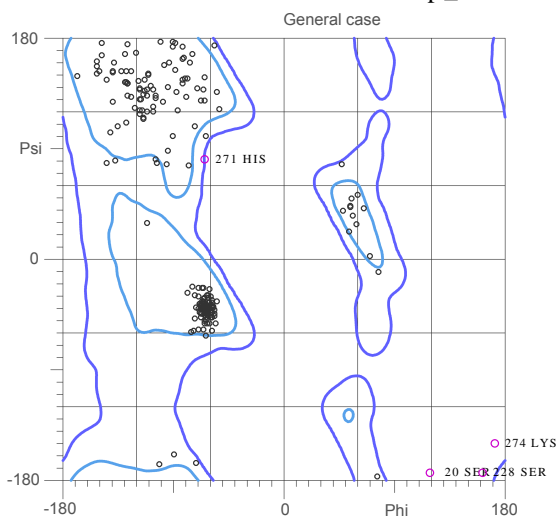 General case
180
271 HIS
Psi
0
274 LYS
20 SER 228 SER
-180
-180 0 Phi 180